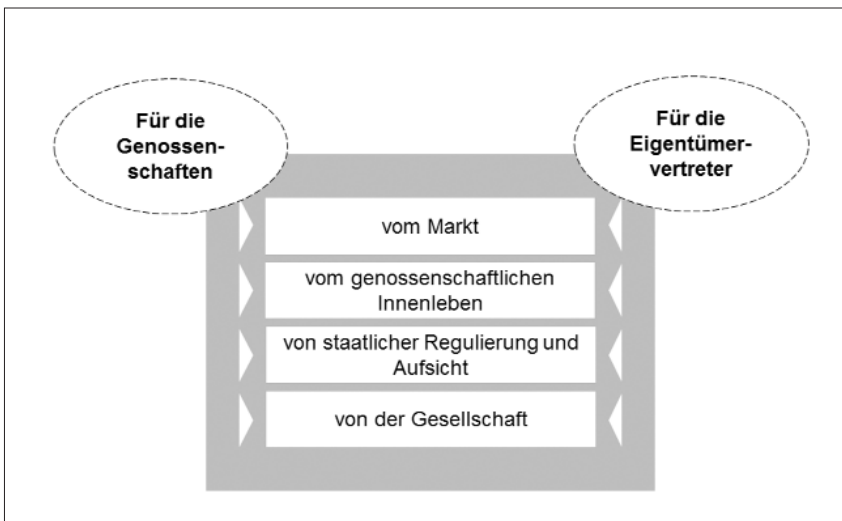 Für die
Genossen-
schaften
Für die
Eigentümer-
vertreter
vom Markt
vom genossenschaftlichen
Innenleben
von staatlicher Regulierung und
Aufsicht
von der Gesellschaft